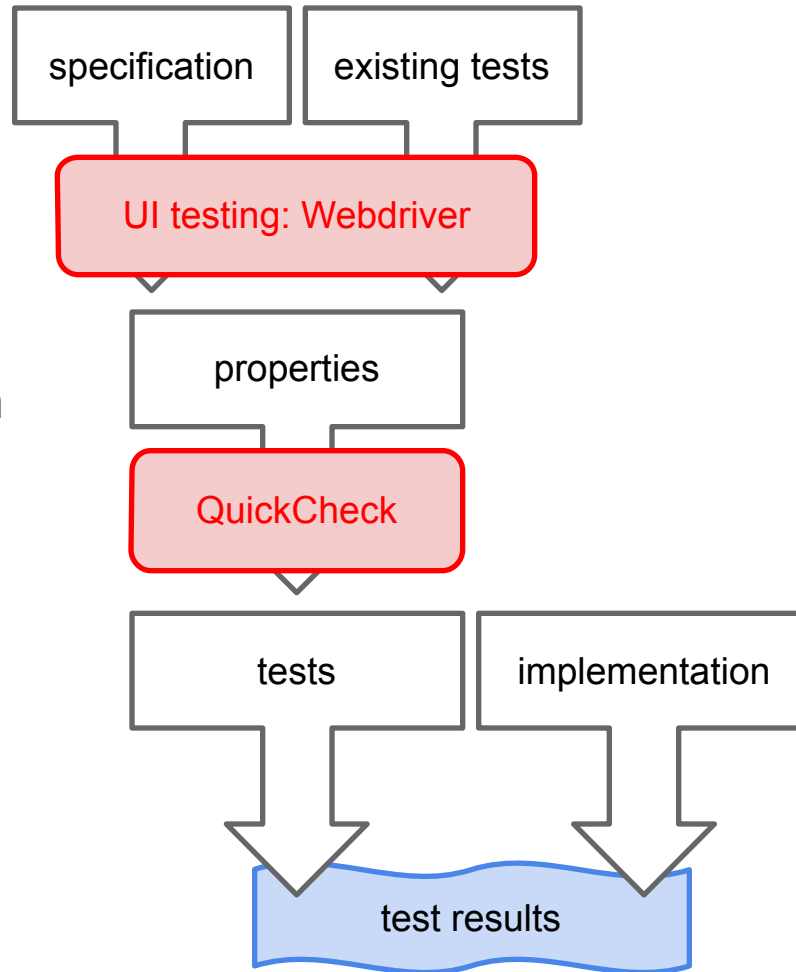 specification
existing tests
UI testing: Webdriver
properties
QuickCheck
tests
implementation
test results